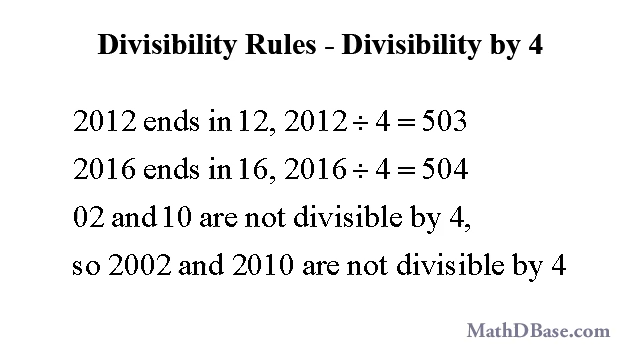 Divisibility Rules - Divisibility by 4
2012 ends in 12, 2012 ÷ 4 = 503
2016 ends in 16, 2016 ÷ 4 = 504
02 and 10 are not divisible by 4,
so 2002 and 2010 are not divisible by 4
MathDBase.com